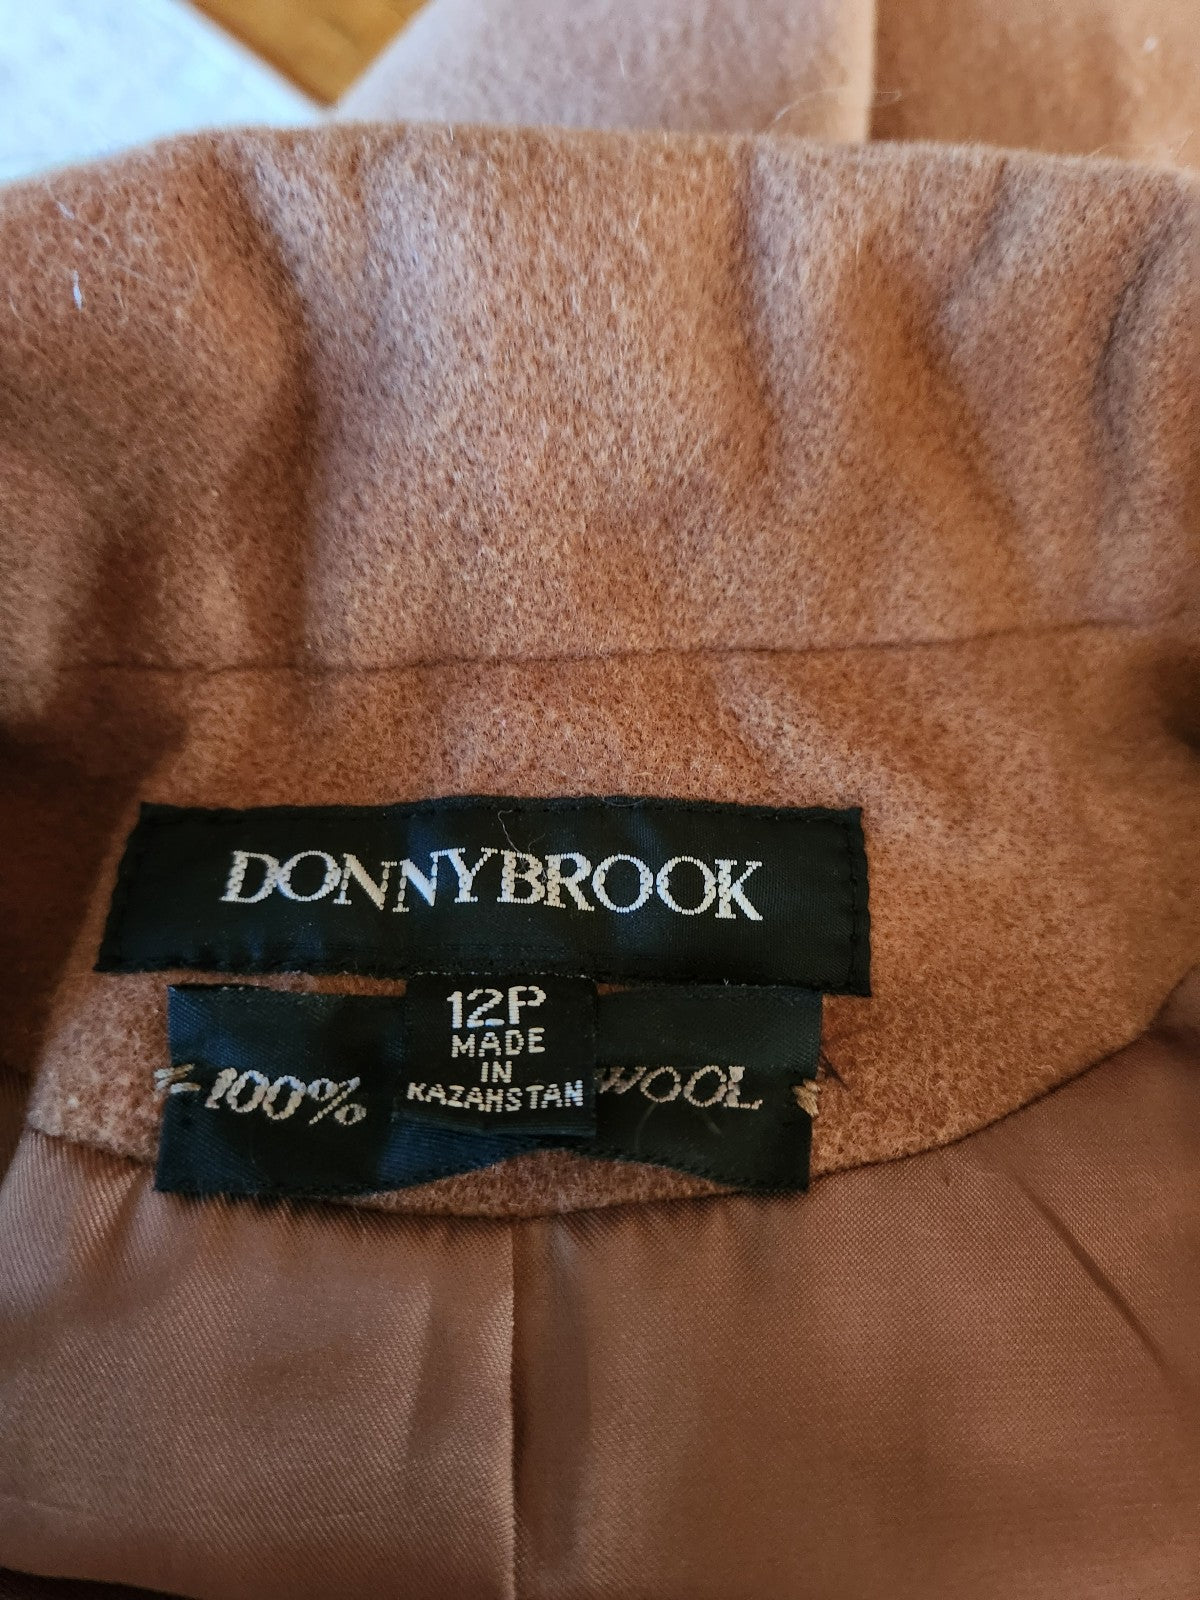 DONNYBROOK
12P
MADE
IN
KAZAHSTAN
100% WOOL